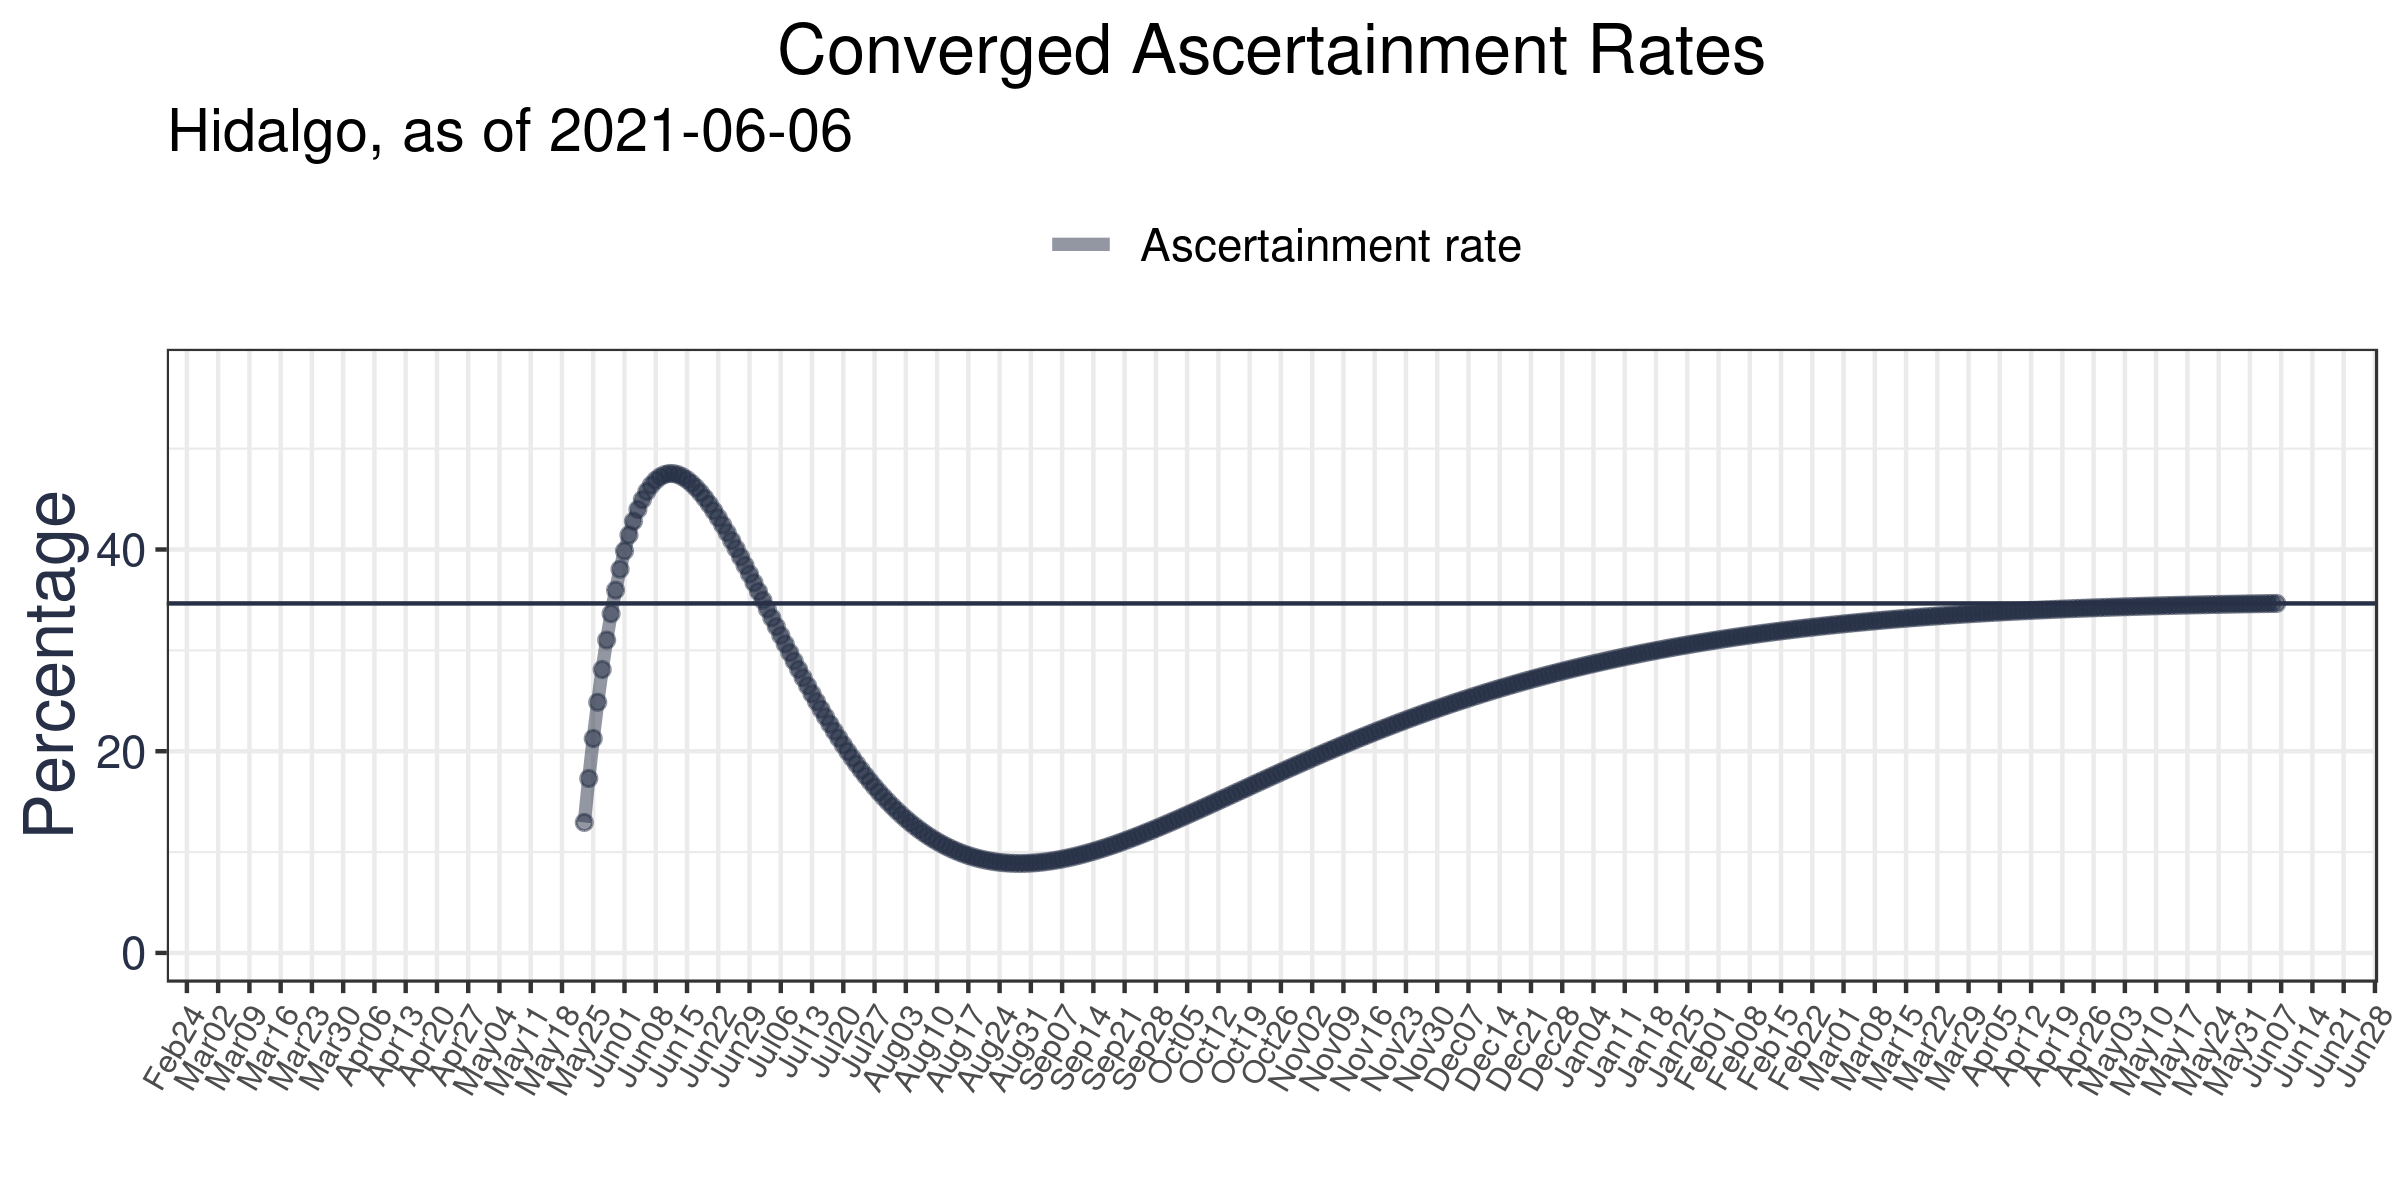 Converged Ascertainment Rates
Hidalgo, as of 2021-06-06
Ascertainment rate
Percentage
40
20
0
Feb24
Mar02
Mar09
Mar16
Mar23
Mar30
Apr06
Apr13
Apr20
Apr27
May04
May11
May18
May25
Jun01
Jun08
Jun15
Jun22
Jun29
Jul06
Jul13
Jul20
Jul27
Aug03
Aug10
Aug17
Aug24
Aug31
Sep07
Sep14
Sep21
Sep28
Oct05
Oct12
Oct19
Oct26
Nov02
Nov09
Nov16
Nov23
Nov30
Dec07
Dec14
Dec21
Dec28
Jan04
Jan11
Jan18
Jan25
Feb01
Feb08
Feb15
Feb22
Mar01
Mar08
Mar15
Mar22
Mar29
Apr05
Apr12
Apr19
Apr26
May03
May10
May17
May24
May31
Jun07
Jun14
Jun21
Jun28